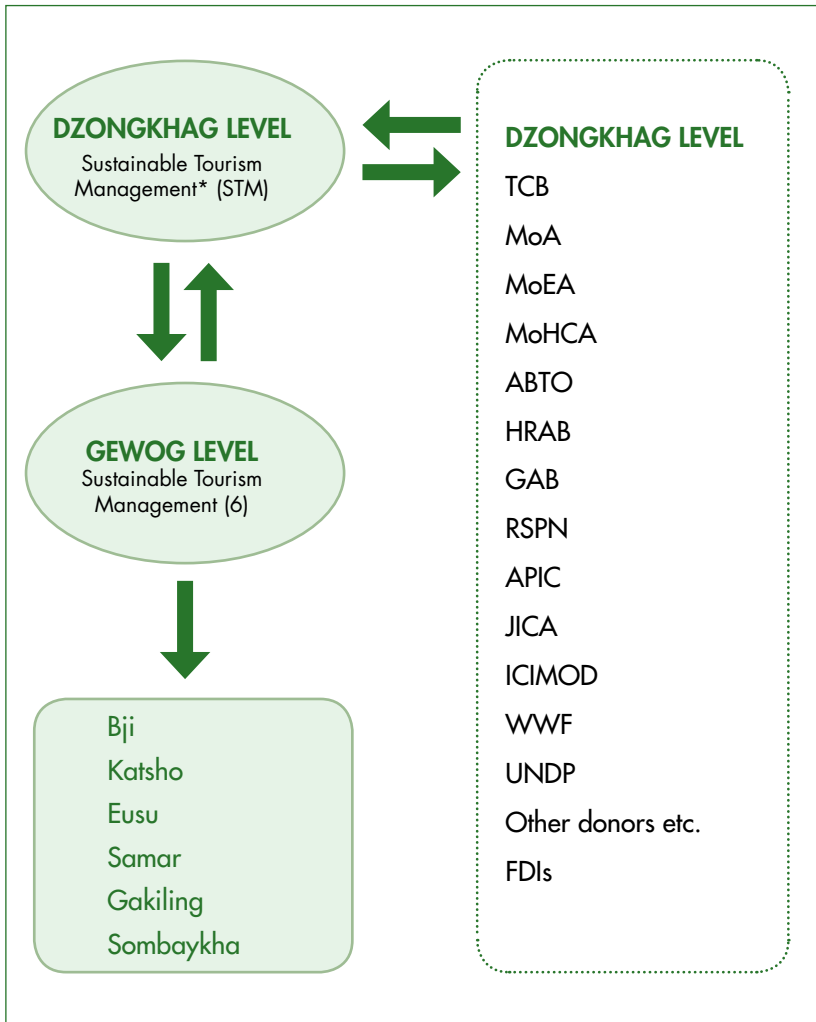 DZONGKHAG LEVEL
Sustainable Tourism
Management* (STM)
GEWOG LEVEL
Sustainable Tourism
Management (6)
Bji
Katsho
Eusu
Samar
Gakiling
Sombaykha
DZONGKHAG LEVEL
TCB
MoA
MoEA
MoHCA
ABTO
HRAB
GAB
RSPN
APIC
JICA
ICIMOD
WWF
UNDP
Other donors etc.
FDIs